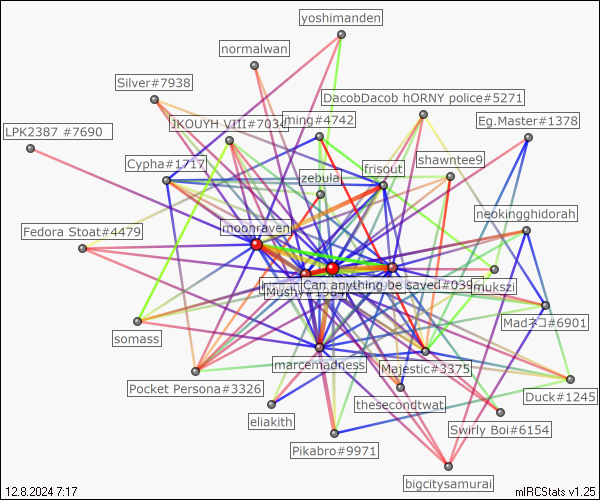 yoshimanden
normalwan
Silver#7938
DacobDacob hORNY police#5271
JKOUYH VIII#7034
ming#4742
Eg.Master#1378
LPK2387 #7690
Cypha#1717
frisout
shawntee9
zebula
neokingghidorah
moonraven
Fedora Stoat#4479
Can anything be saved#039
mukszi
Madネコ#6901
somass
marcemadness
Majestic#3375
Pocket Persona#3326
Duck#1245
eliakith
thesecondtwat
Swirly Boi#6154
Pikabro#9971
bigcitysamurai
12.8.2024 7:17
mIRCStats v1.25